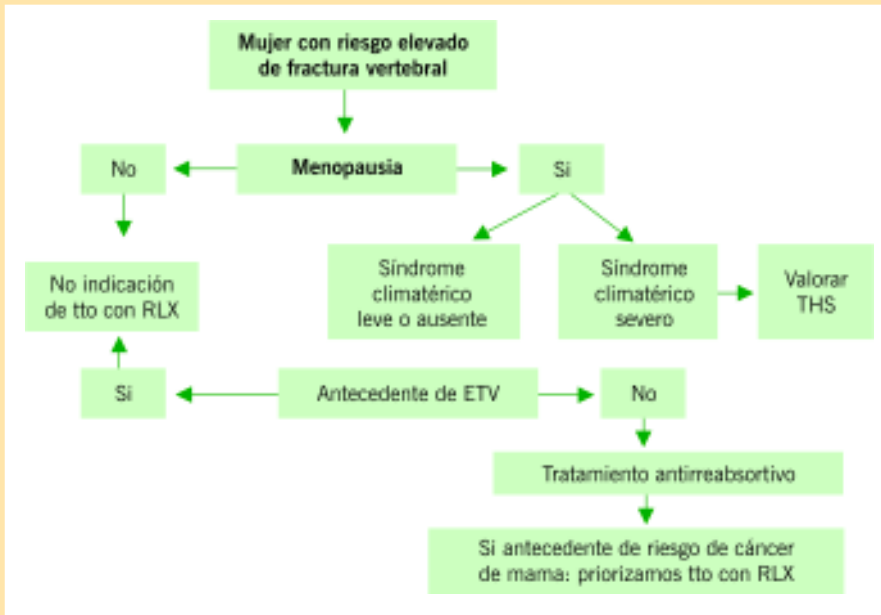 Mujer con riesgo elevado
de fractura vertebral
No
Menopausia
Si
No indicación
de tto con RLX
Síndrome
climatérico
leve o ausente
Síndrome
climatérico
severo
Valorar
THS
Si
Antecedente de ETV
No
Tratamiento antirreabsortivo
Si antecedente de riesgo de cáncer
de mama: priorizamos tto con RLX